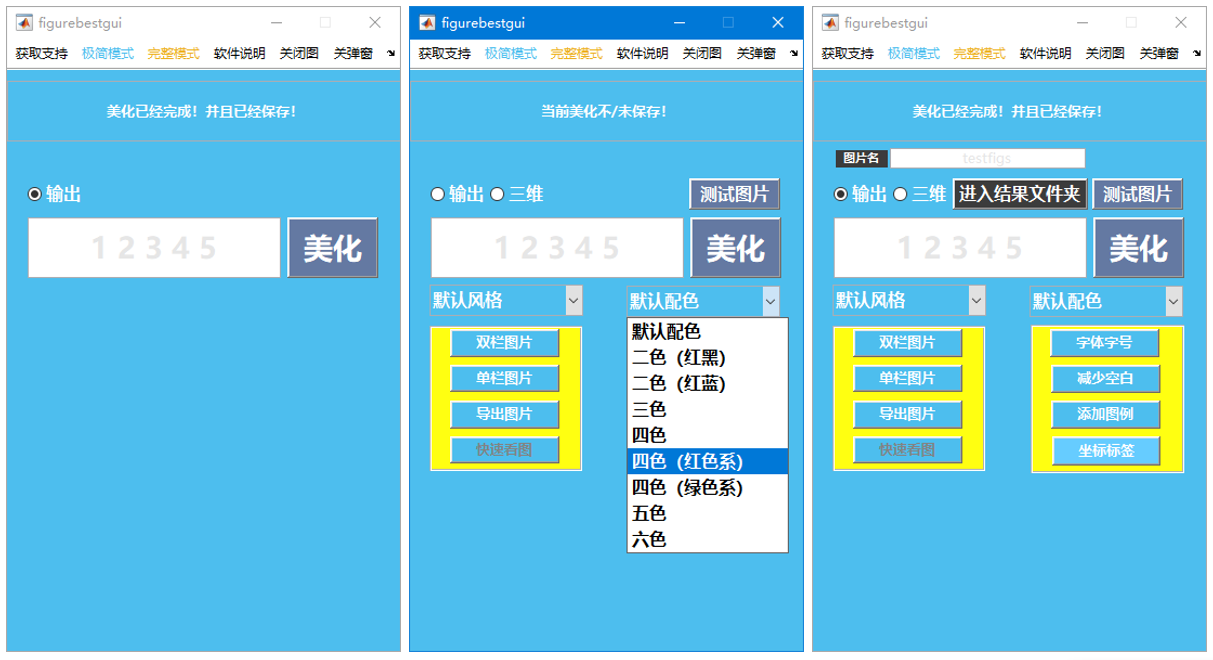 figurebestgui
获取支持 极简模式 完整模式 软件说明 关闭图 关弹窗
美化已经完成！并且已经保存！
输出
1 2 3 4 5 美化
figurebestgui
获取支持 极简模式 完整模式 软件说明 关闭图 关弹窗
当前美化不/未保存！
输出 三维 测试图片
1 2 3 4 5 美化
默认风格 默认配色
双栏图片
单栏图片
导出图片
快速看图
默认配色
二色（红黑）
二色（红蓝）
三色
四色
四色（红色系）
四色（绿色系）
五色
六色
figurebestgui
获取支持 极简模式 完整模式 软件说明 关闭图 关弹窗
美化已经完成！并且已经保存！
图片名 testfigs
输出 三维 进入结果文件夹 测试图片
1 2 3 4 5 美化
默认风格 默认配色
双栏图片 字体字号
单栏图片 减少空白
导出图片 添加图例
快速看图 坐标标签